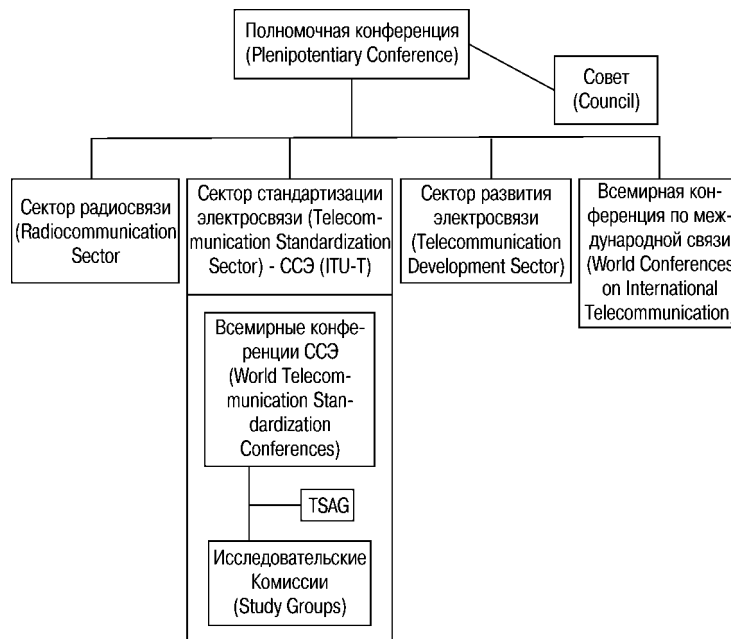 Полномочная конференция
(Plenipotentiary Conference)
Совет
(Council)
Сектор радиосвязи
(Radiocommunication
Sector
Сектор стандартизации
электросвязи (Telecom-
munication Standardization
Sector) - ССЭ (ITU-T)
Сектор развития
электросвязи
(Telecommunication
Development Sector)
Всемирная кон-
ференция по меж-
дународной связи
(World Conferences
on International
Telecommunication)
Всемирные конфе-
ренции ССЭ
(World Telecom-
munication Stan-
dardization
Conferences)
TSAG
Исследовательские
Комиссии
(Study Groups)